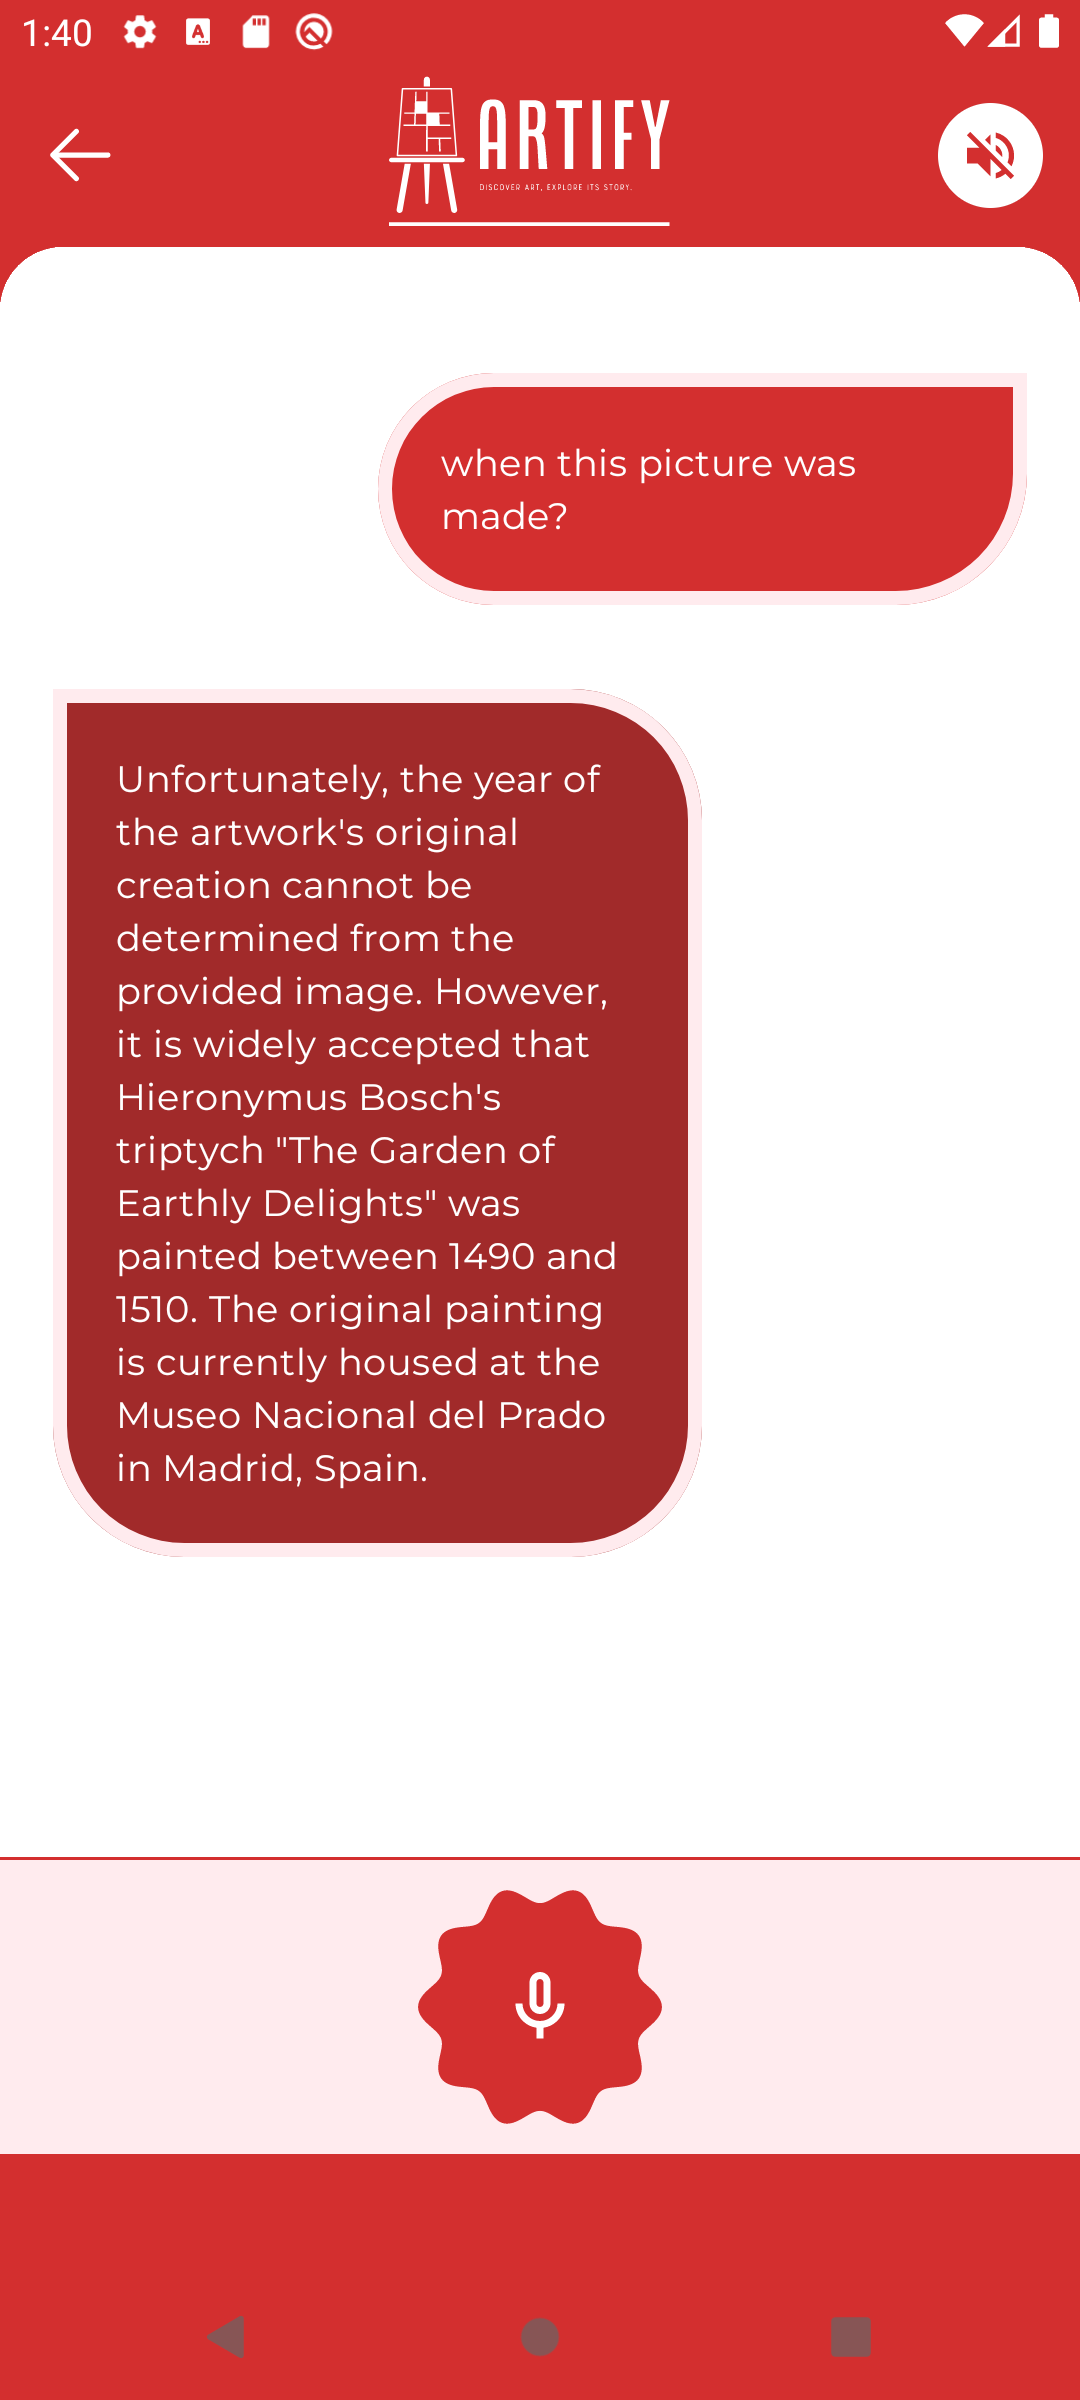 1:40
ARTIFY
DISCOVER ART, EXPLORE ITS STORY.
when this picture was
made?
Unfortunately, the year of
the artwork's original
creation cannot be
determined from the
provided image. However,
it is widely accepted that
Hieronymus Bosch's
triptych "The Garden of
Earthly Delights" was
painted between 1490 and
1510. The original painting
is currently housed at the
Museo Nacional del Prado
in Madrid, Spain.